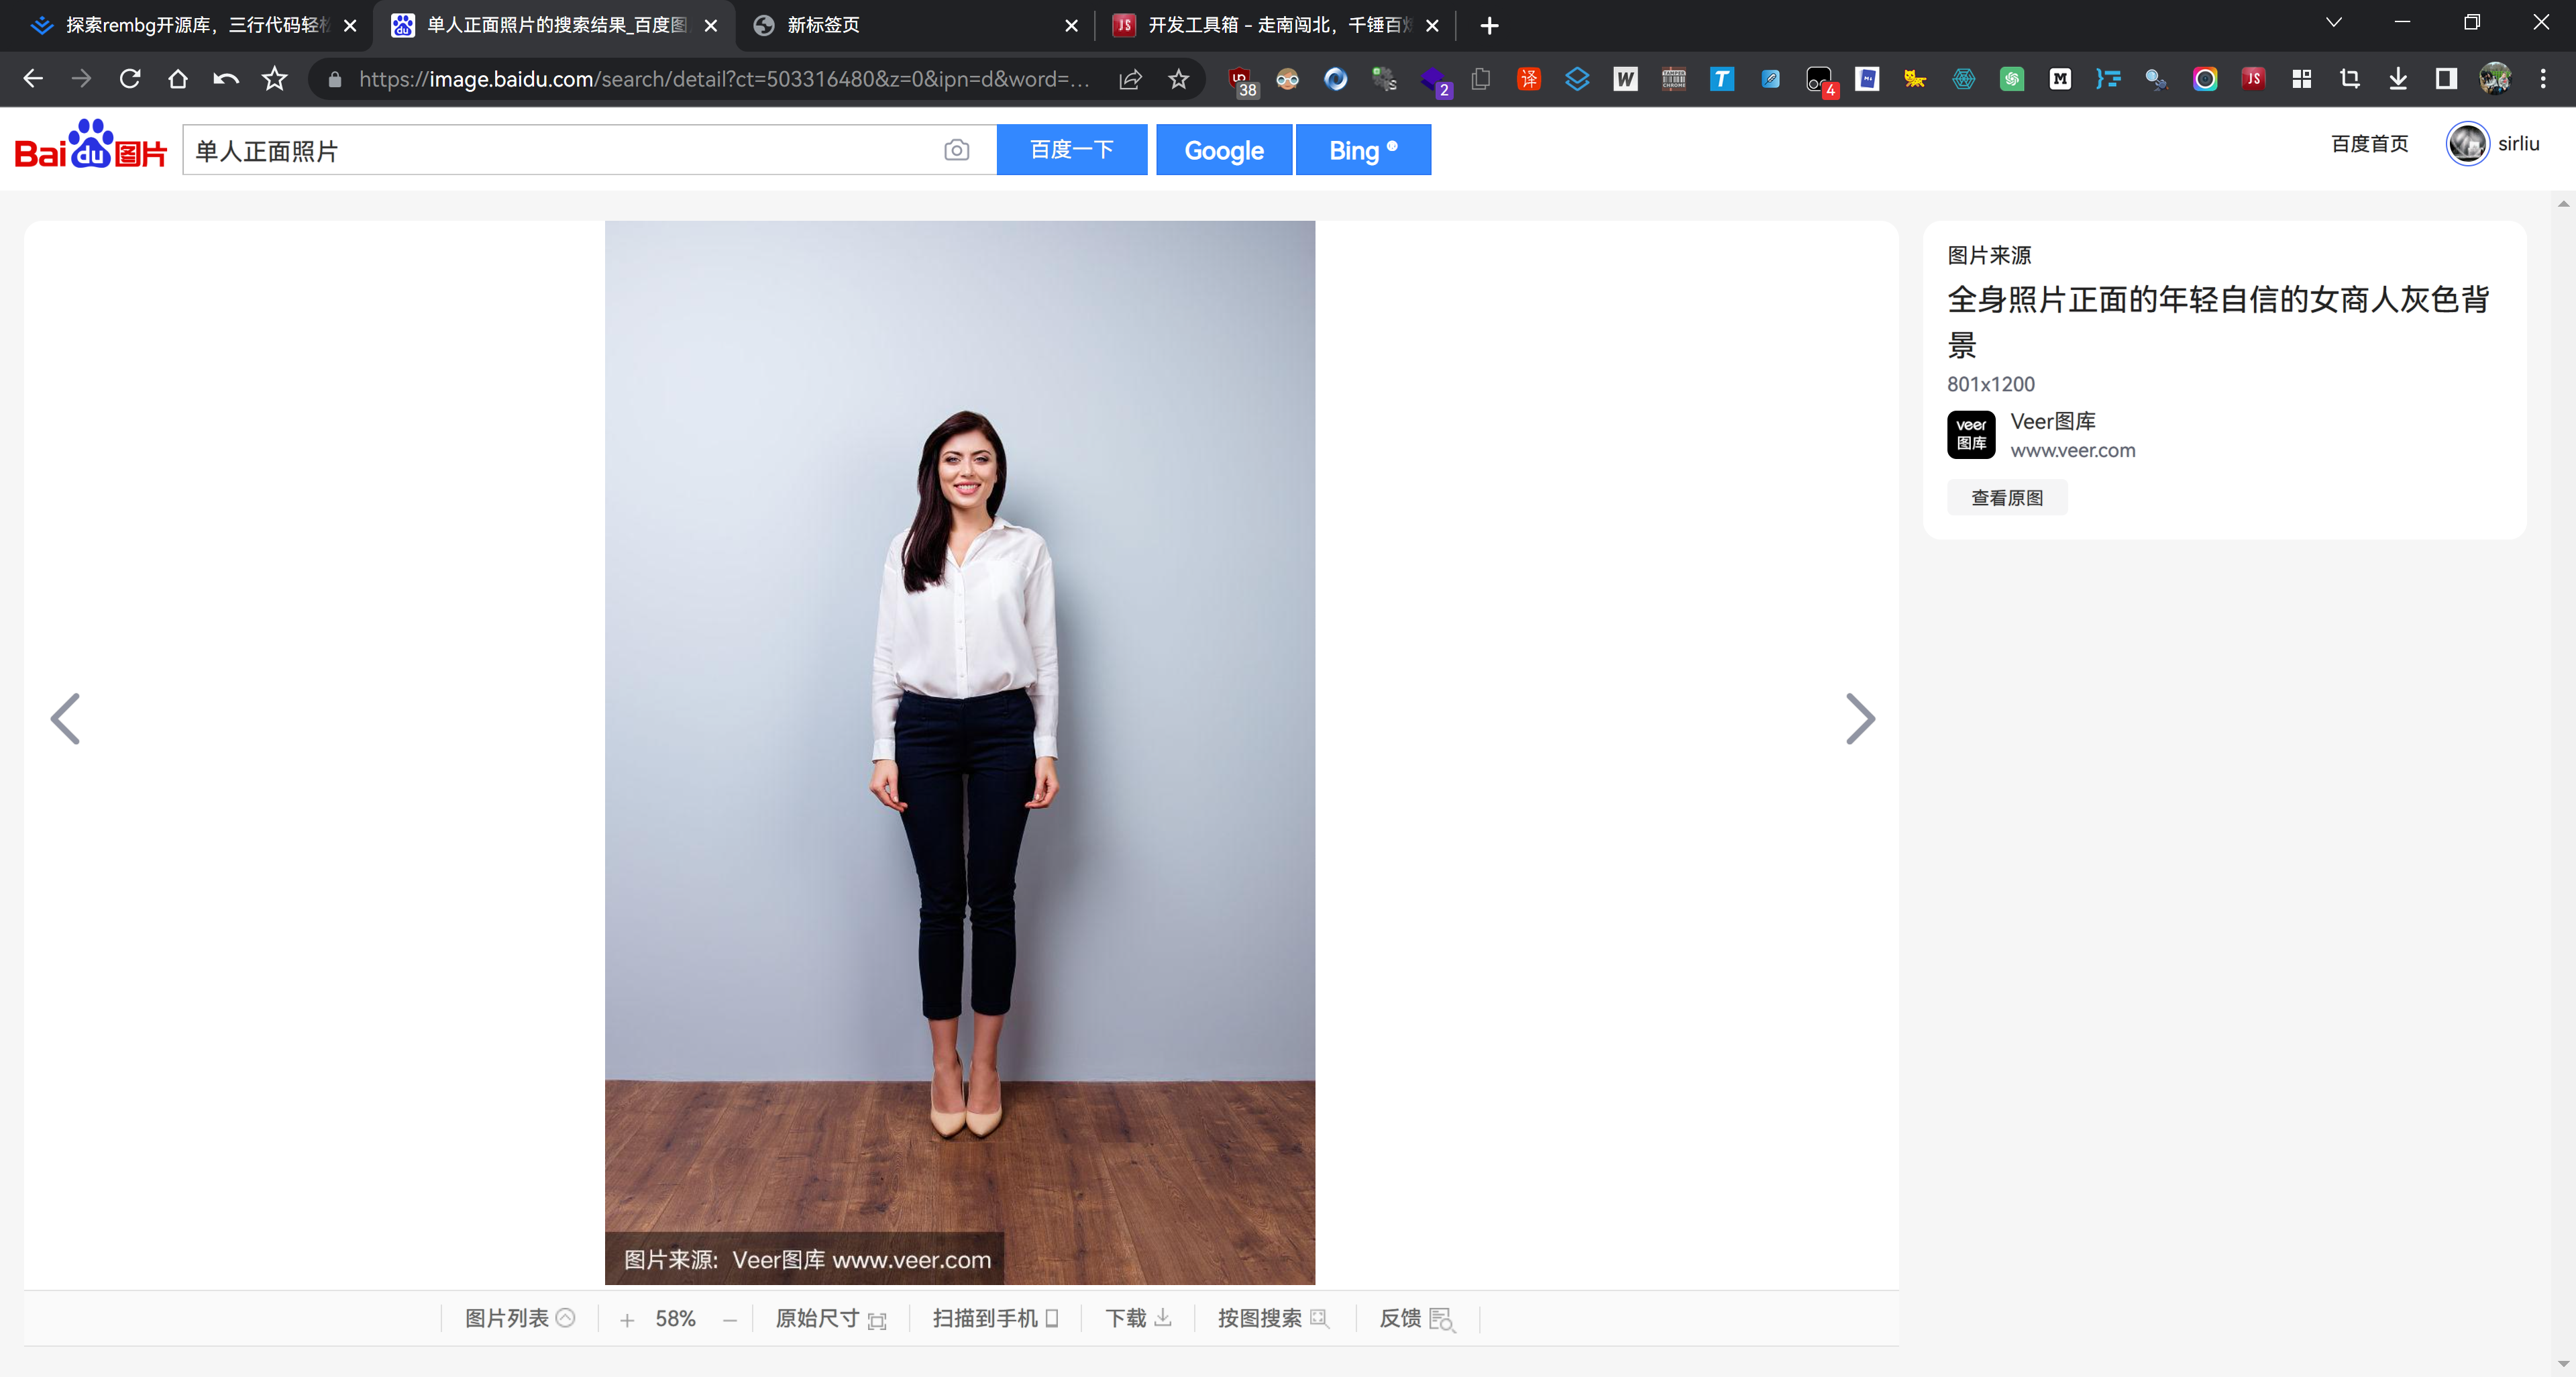 探索rembg开源库，三行代码轻松
单人正面照片的搜索结果_百度图
新标签页
开发工具箱 - 走南闯北，千锤百炼
https://image.baidu.com/search/detail?ct=503316480&z=0&ipn=d&word=...
38
2
译
W
T
4
M
JS
Bai du 图片
单人正面照片
百度一下
Google
Bing ®
百度首页
sirliu
图片来源
全身照片正面的年轻自信的女商人灰色背
景
801x1200
veer
图库
Veer图库
www.veer.com
查看原图
图片来源：Veer图库 www.veer.com
图片列表
58%
原始尺寸
扫描到手机
下载
按图搜索
反馈